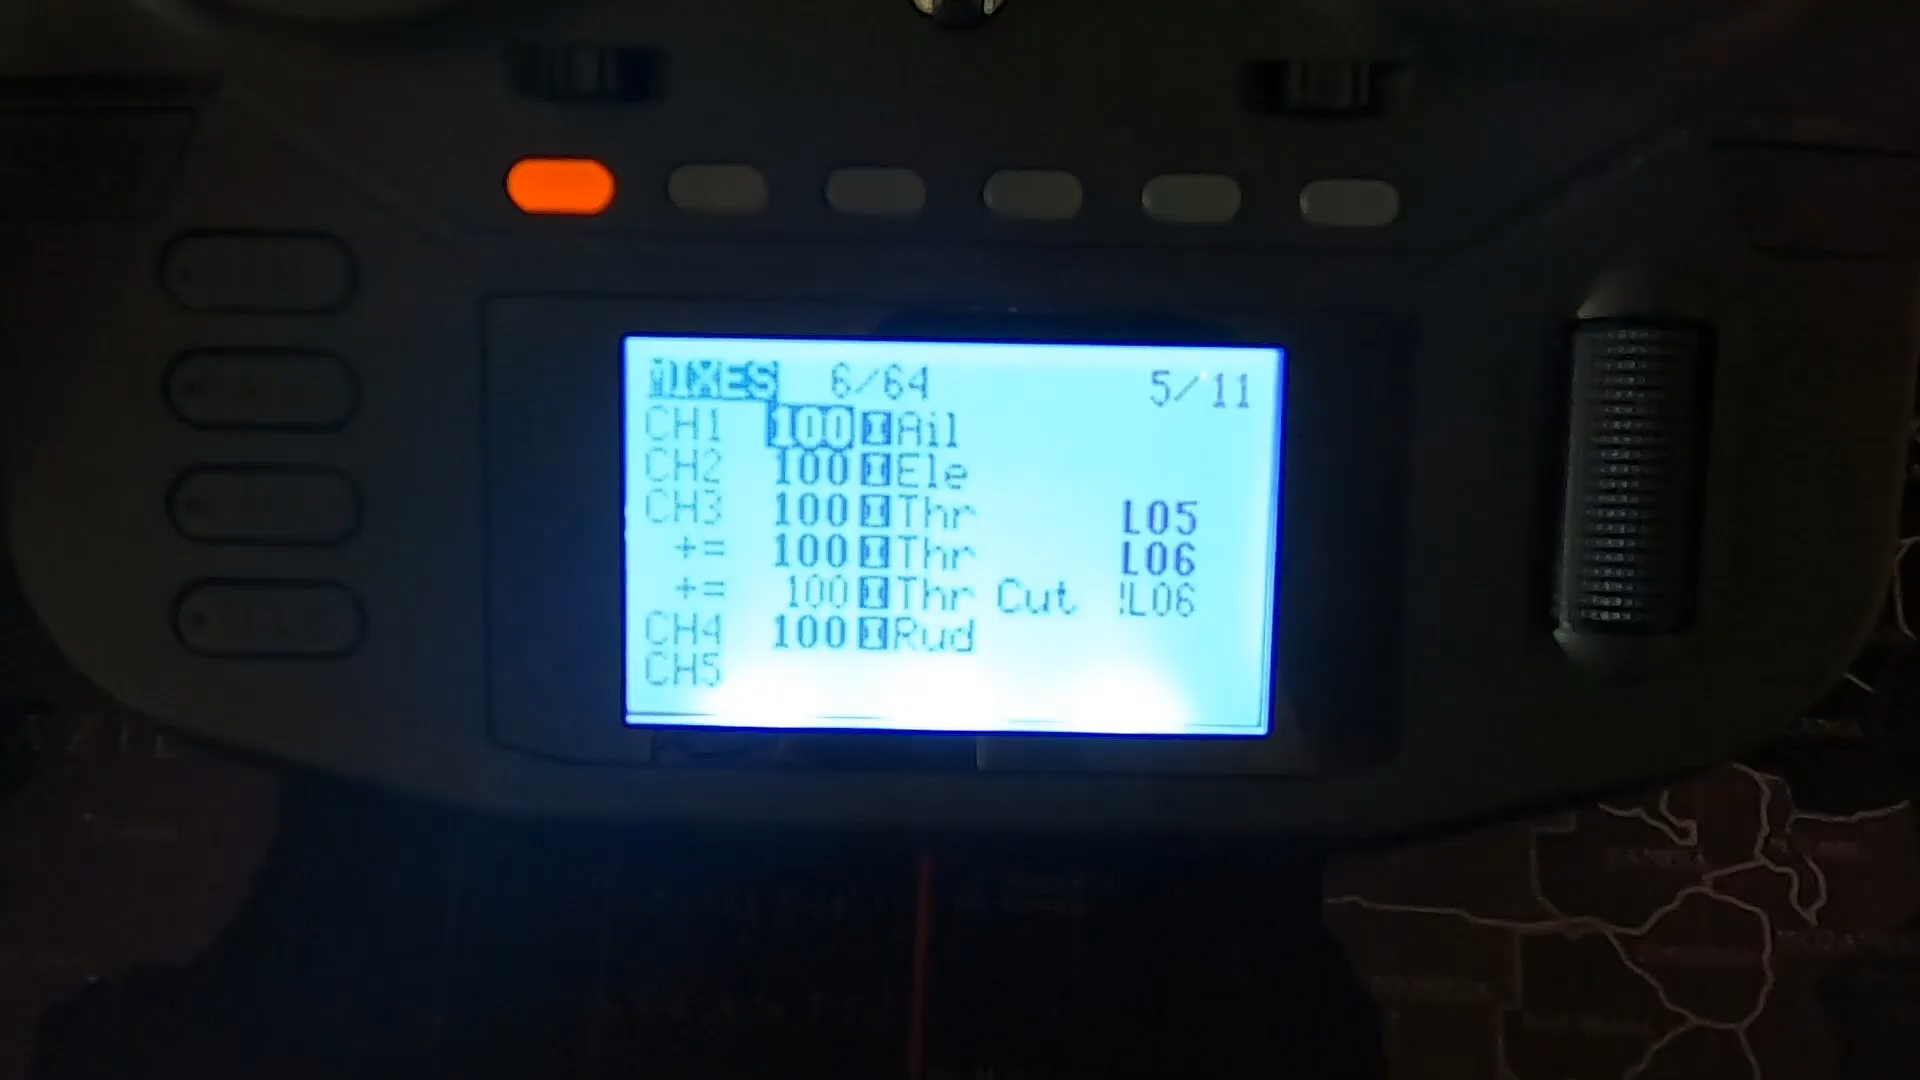 MIXES 6/64 5/11
CH1 100 Ail
CH2 100 Ele
CH3 100 Thr L05
+= 100 Thr L06
+= 100 Thr Cut !L06
CH4 100 Rud
CH5